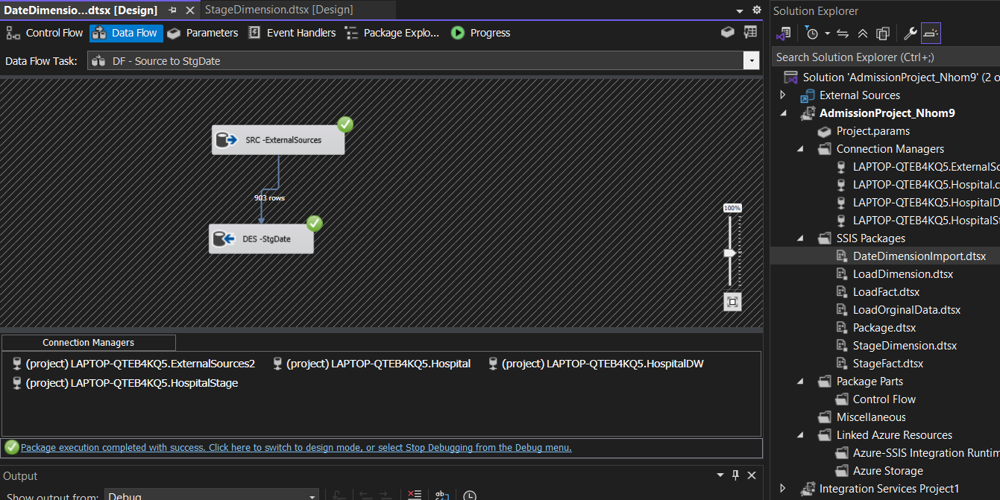 DateDimensio...dtsx [Design]
StageDimension.dtsx [Design]
Control Flow
Data Flow
Parameters
Event Handlers
Package Explo...
Progress
Data Flow Task:
DF - Source to StgDate
SRC -ExternalSources
903 rows
DES -StgDate
100%
Connection Managers
(project) LAPTOP-QTEB4KQ5.ExternalSources2
(project) LAPTOP-QTEB4KQ5.Hospital
(project) LAPTOP-QTEB4KQ5.HospitalDW
(project) LAPTOP-QTEB4KQ5.HospitalStage
Package execution completed with success. Click here to switch to design mode, or select Stop Debugging from the Debug menu.
Output
Show output from:
Debug
Solution Explorer
Search Solution Explorer (Ctrl+;)
Solution 'AdmissionProject_Nhom9' (2 o
External Sources
AdmissionProject_Nhom9
Project.params
Connection Managers
LAPTOP-QTEB4KQ5.ExternalSo
LAPTOP-QTEB4KQ5.Hospital.c
LAPTOP-QTEB4KQ5.HospitalD
LAPTOP-QTEB4KQ5.HospitalSt
SSIS Packages
DateDimensionImport.dtsx
LoadDimension.dtsx
LoadFact.dtsx
LoadOrginalData.dtsx
Package.dtsx
StageDimension.dtsx
StageFact.dtsx
Package Parts
Control Flow
Miscellaneous
Linked Azure Resources
Azure-SSIS Integration Runtim
Azure Storage
Integration Services Project1